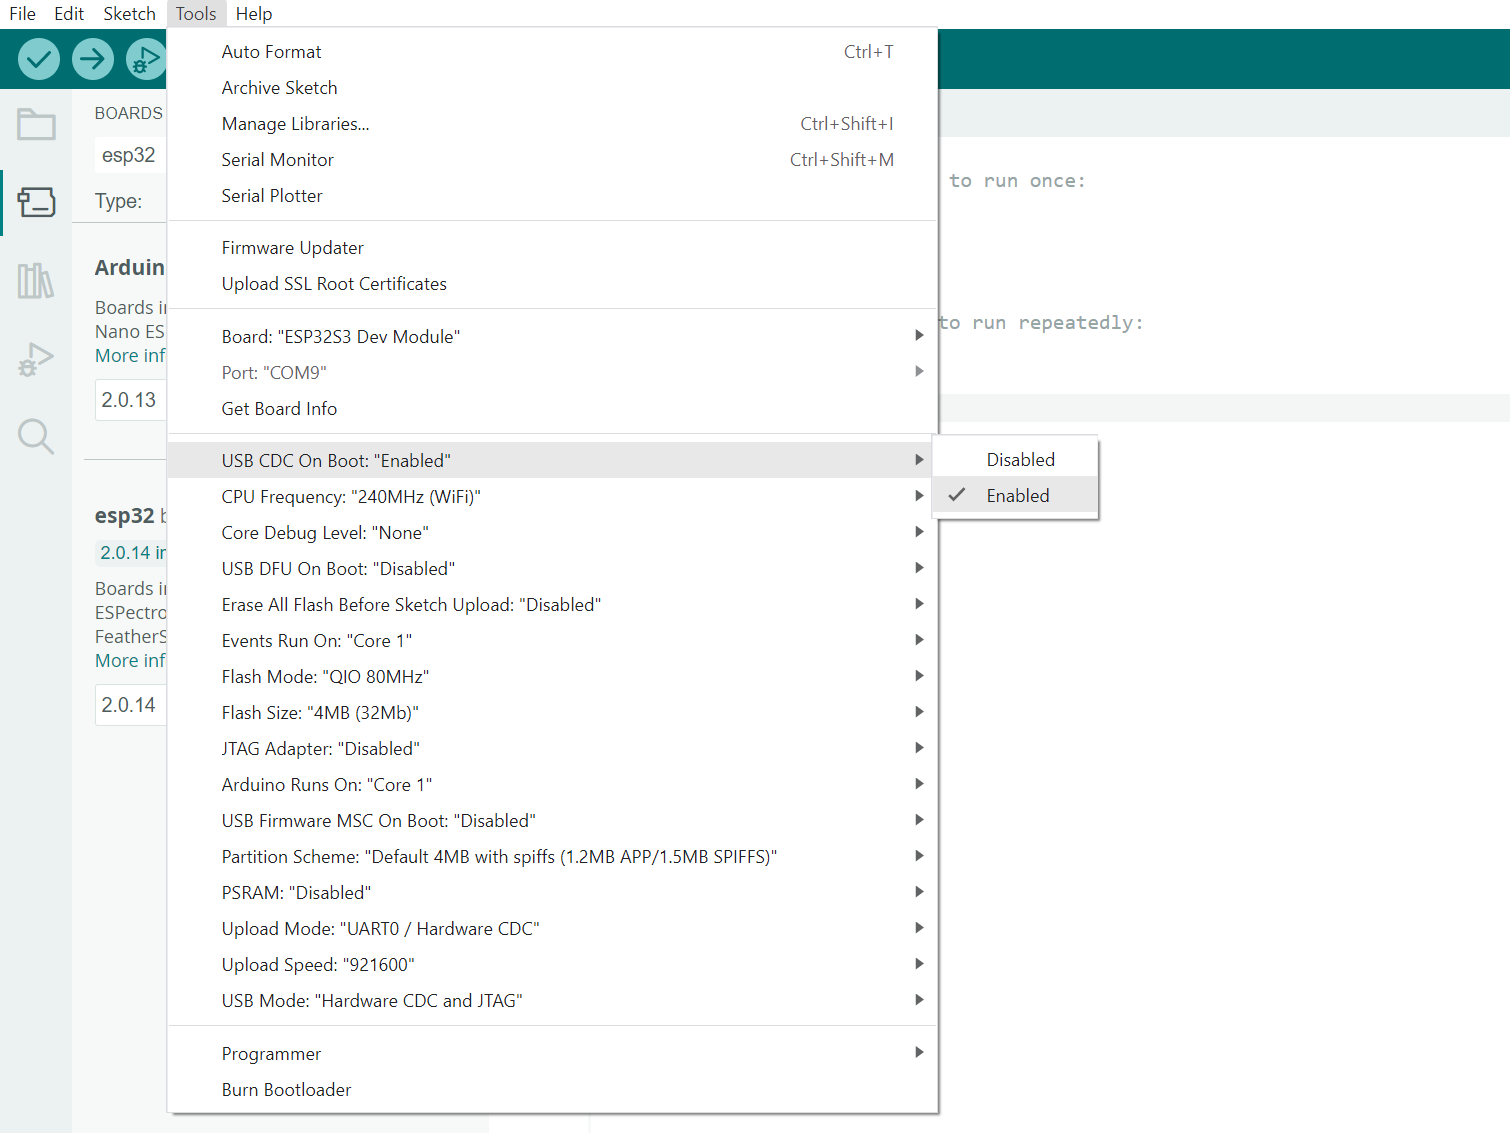 File Edit Sketch Tools Help
BOARDS
esp32
Type:
Arduin
Boards in
Nano ES
More inf
2.0.13
esp32 b
2.0.14 in
Boards in
ESPectro
FeatherS
More inf
2.0.14
Auto Format Ctrl+T
Archive Sketch
Manage Libraries... Ctrl+Shift+I
Serial Monitor Ctrl+Shift+M
Serial Plotter
Firmware Updater
Upload SSL Root Certificates
Board: "ESP32S3 Dev Module"
Port: "COM9"
Get Board Info
USB CDC On Boot: "Enabled"
CPU Frequency: "240MHz (WiFi)"
Core Debug Level: "None"
USB DFU On Boot: "Disabled"
Erase All Flash Before Sketch Upload: "Disabled"
Events Run On: "Core 1"
Flash Mode: "QIO 80MHz"
Flash Size: "4MB (32Mb)"
JTAG Adapter: "Disabled"
Arduino Runs On: "Core 1"
USB Firmware MSC On Boot: "Disabled"
Partition Scheme: "Default 4MB with spiffs (1.2MB APP/1.5MB SPIFFS)"
PSRAM: "Disabled"
Upload Mode: "UART0 / Hardware CDC"
Upload Speed: "921600"
USB Mode: "Hardware CDC and JTAG"
Programmer
Burn Bootloader
Disabled
Enabled
to run once:
to run repeatedly: